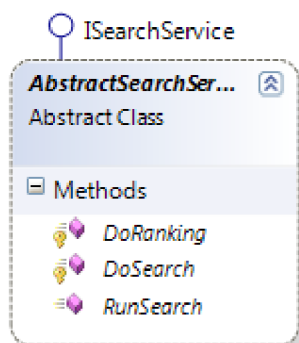 ISearchService
AbstractSearchSer...
Abstract Class
Methods
DoRanking
DoSearch
RunSearch